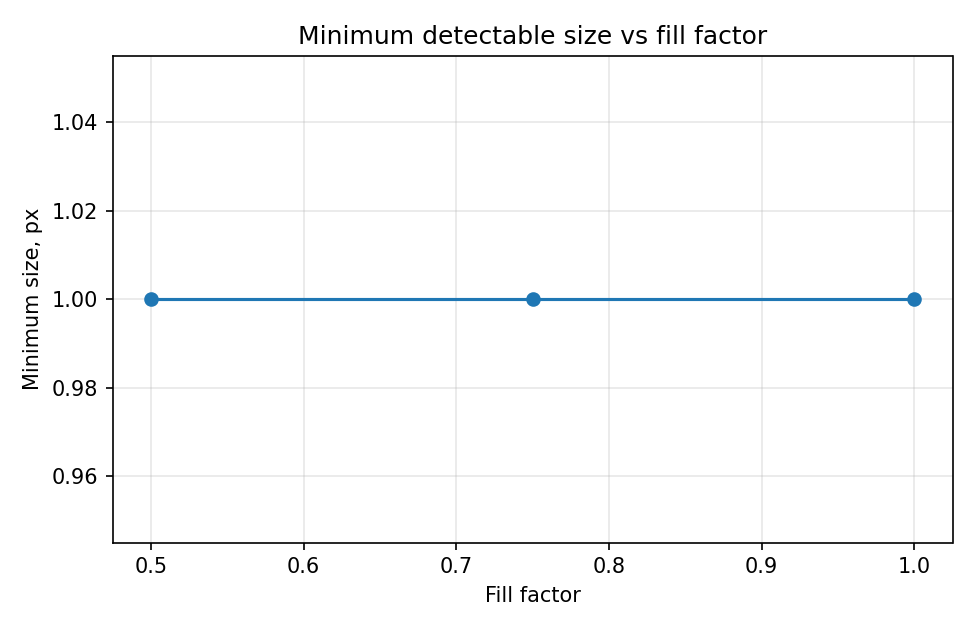 Minimum detectable size vs fill factor
Minimum size, px
1.04
1.02
1.00
0.98
0.96
0.5 0.6 0.7 0.8 0.9 1.0
Fill factor